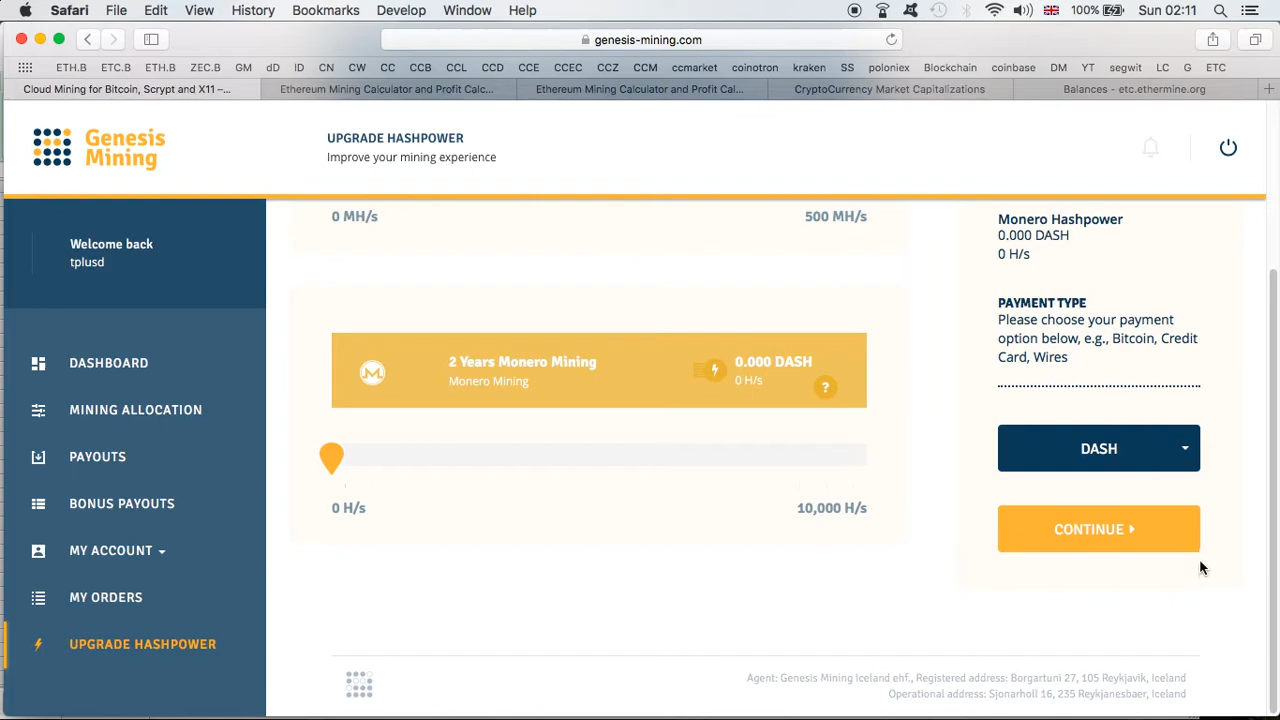 Safari File Edit View History Bookmarks Develop Window Help 100% Sun 02:11
genesis-mining.com
ETH.B ETC.B ETH.B ZEC.B GM dD ID CN CW CC CCB CCL CCD CCE CCEC CCZ CCM ccmarket coinotron kraken SS poloniex Blockchain coinbase DM YT segwit LC G ETC
Cloud Mining for Bitcoin, Scrypt and X11 –... Ethereum Mining Calculator and Profit Calc... Ethereum Mining Calculator and Profit Cal... CryptoCurrency Market Capitalizations Balances - etc.ethermine.org
Genesis
Mining
UPGRADE HASHPOWER
Improve your mining experience
Welcome back
tplusd
DASHBOARD
MINING ALLOCATION
PAYOUTS
BONUS PAYOUTS
MY ACCOUNT
MY ORDERS
UPGRADE HASHPOWER
0 MH/s 500 MH/s
2 Years Monero Mining
Monero Mining
0.000 DASH
0 H/s
?
0 H/s 10,000 H/s
Monero Hashpower
0.000 DASH
0 H/s
PAYMENT TYPE
Please choose your payment
option below, e.g., Bitcoin, Credit
Card, Wires
DASH
CONTINUE
Agent: Genesis Mining Iceland ehf., Registered address: Borgartuni 27, 105 Reykjavik, Iceland
Operational address: Sjonarholl 16, 235 Reykjanesbaer, Iceland